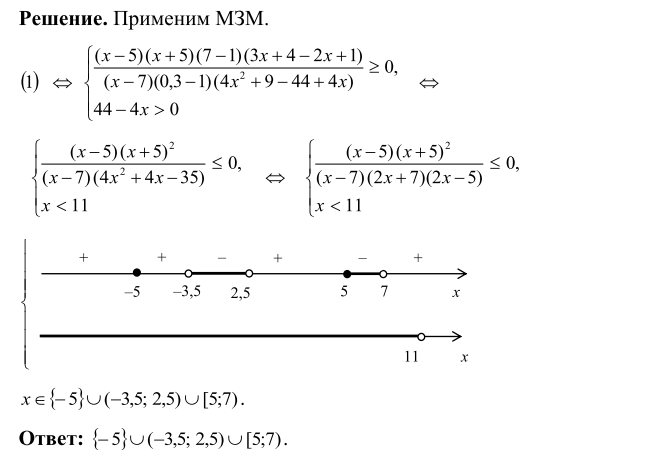 Решение. Применим МЗМ.
(1) ⇔ { (x−5)(x+5)(7−1)(3x+4−2x+1) / (x−7)(0,3−1)(4x²+9−44+4x) ≥ 0, ⇔
44−4x>0
{ (x−5)(x+5)² / (x−7)(4x²+4x−35) ≤ 0, ⇔ { (x−5)(x+5)² / (x−7)(2x+7)(2x−5) ≤ 0,
x<11 x<11
+ + − + − +
−5 −3,5 2,5 5 7 x
11 x
x∈{−5}∪(−3,5; 2,5)∪[5;7).
Ответ: {−5}∪(−3,5; 2,5)∪[5;7).